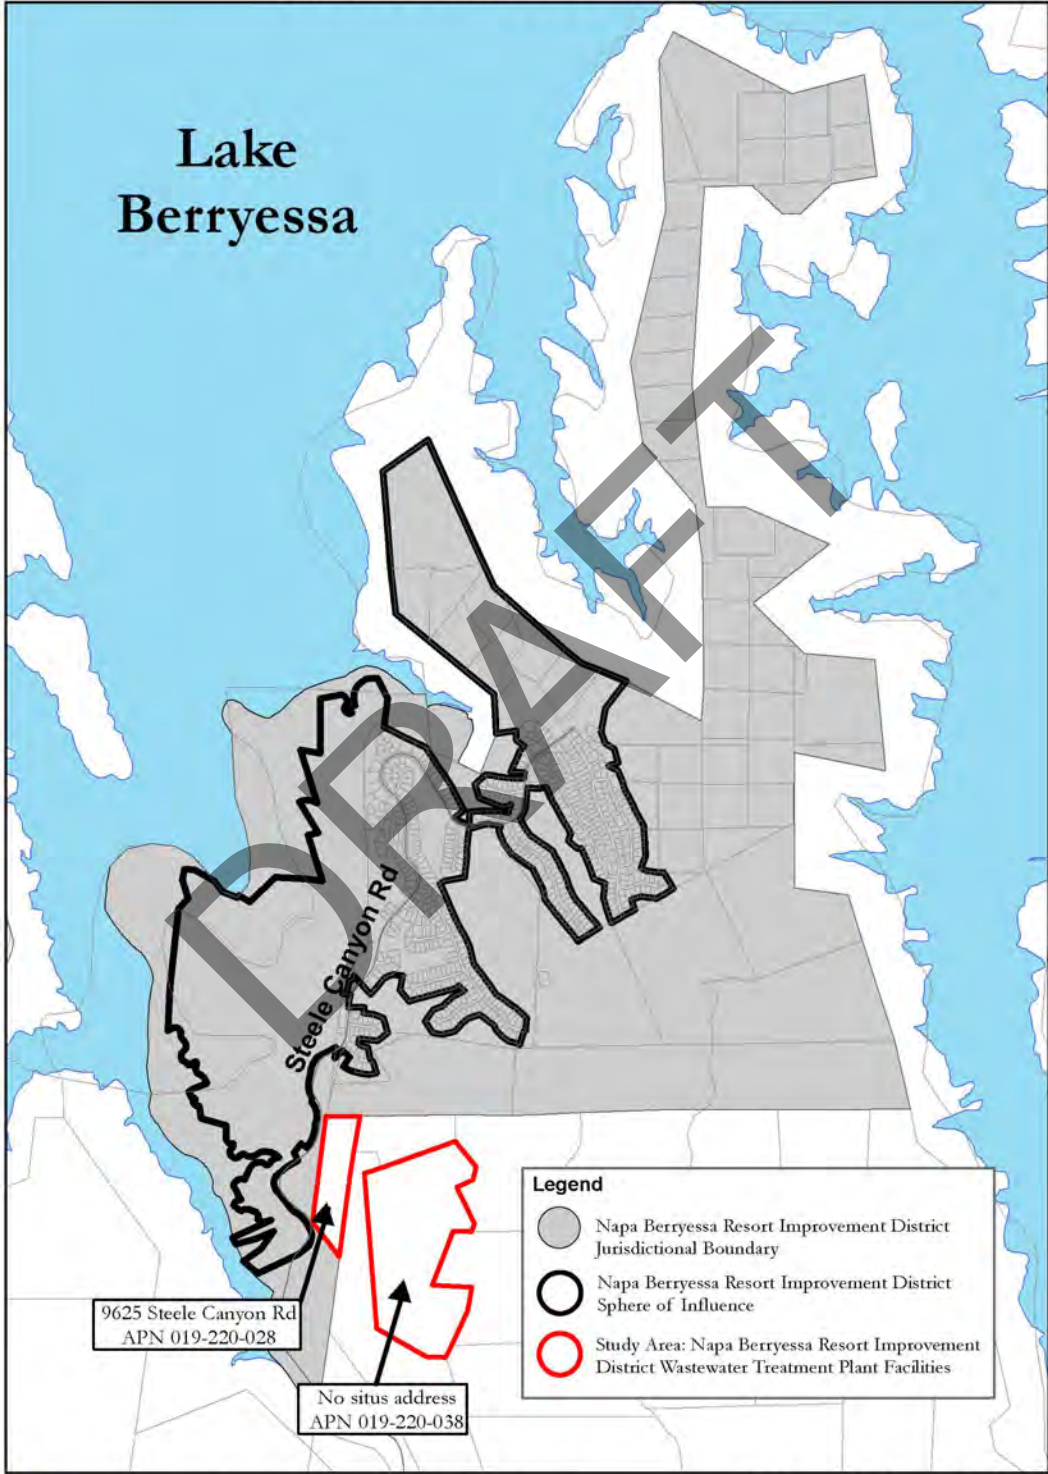 Lake
Berryessa
DRAFT
Steele Canyon Rd
9625 Steele Canyon Rd
APN 019-220-028
No situs address
APN 019-220-038
Legend
Napa Berryessa Resort Improvement District
Jurisdictional Boundary
Napa Berryessa Resort Improvement District
Sphere of Influence
Study Area: Napa Berryessa Resort Improvement
District Wastewater Treatment Plant Facilities